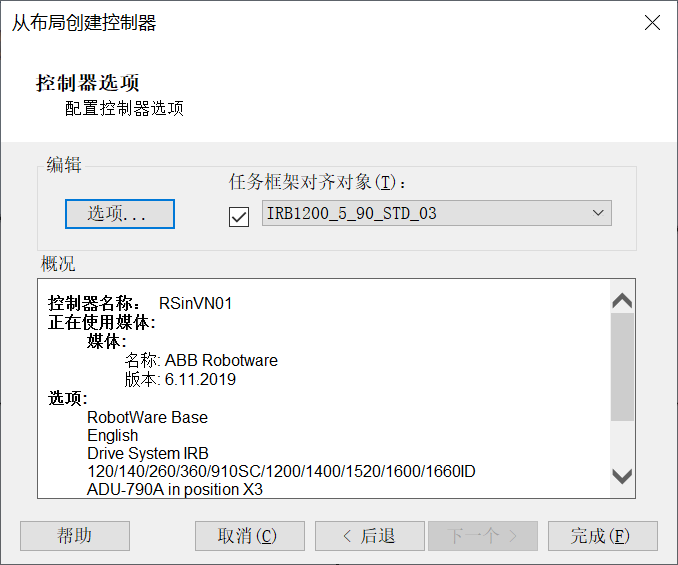 从布局创建控制器
控制器选项
配置控制器选项
编辑
任务框架对齐对象(T):
选项...
IRB1200_5_90_STD_03
概况
控制器名称: RSinVN01
正在使用媒体:
媒体:
名称: ABB Robotware
版本: 6.11.2019
选项:
RobotWare Base
English
Drive System IRB
120/140/260/360/910SC/1200/1400/1520/1600/1660ID
ADU-790A in position X3
帮助
取消(C)
< 后退
下一个 >
完成(F)